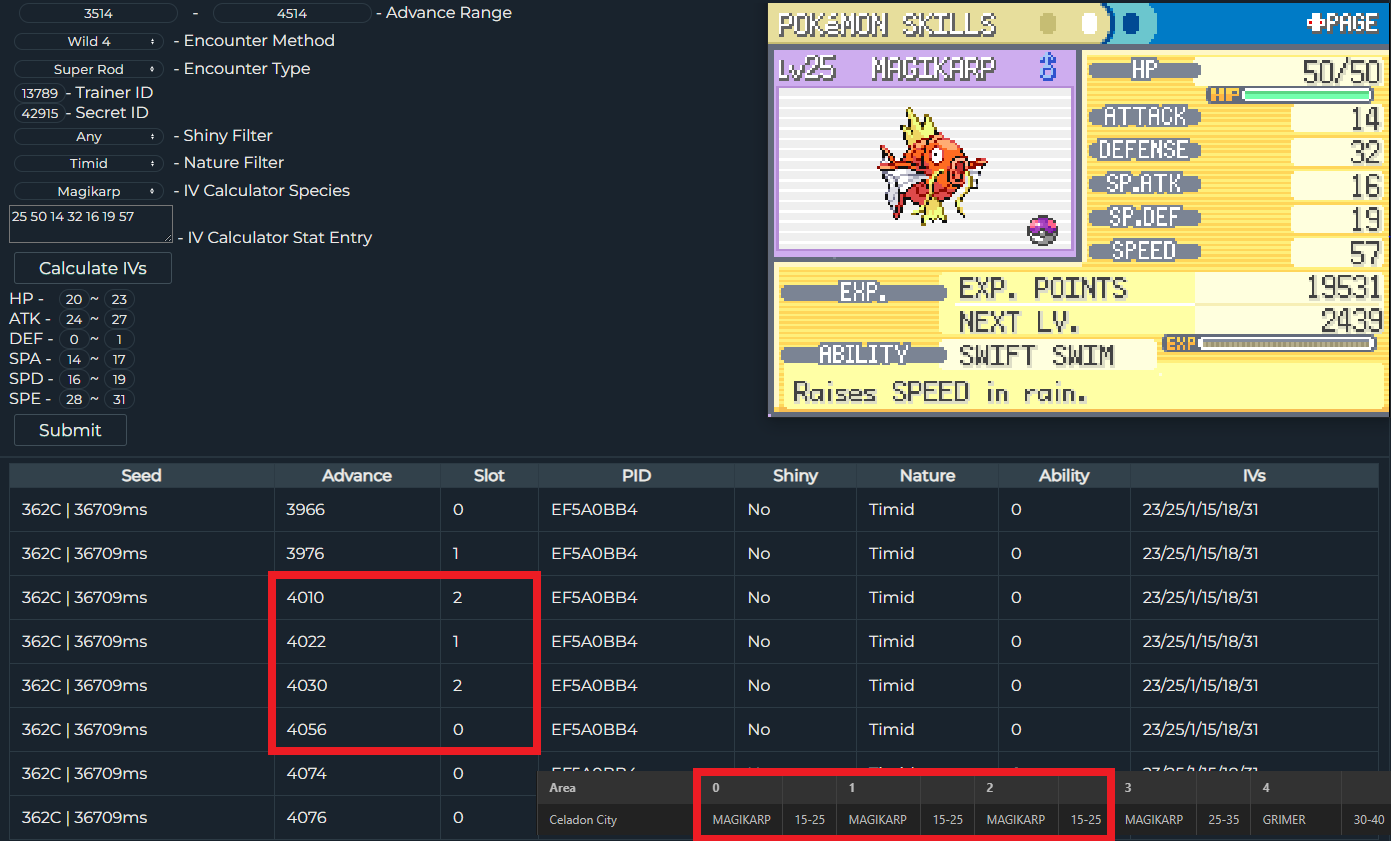 3514 - 4514 - Advance Range
Wild 4 - Encounter Method
Super Rod - Encounter Type
13789 - Trainer ID
42915 - Secret ID
Any - Shiny Filter
Timid - Nature Filter
Magikarp - IV Calculator Species
25 50 14 32 16 19 57
- IV Calculator Stat Entry
Calculate IVs
HP - 20 ~ 23
ATK - 24 ~ 27
DEF - 0 ~ 1
SPA - 14 ~ 17
SPD - 16 ~ 19
SPE - 28 ~ 31
Submit
POKéMON SKILLS PAGE
Lv25 MAGIKARP ♂
HP 50/50
HP
ATTACK 14
DEFENSE 32
SP.ATK 16
SP.DEF 19
SPEED 57
EXP. EXP. POINTS 19531
NEXT LV. 2439
EXP
ABILITY SWIFT SWIM
Raises SPEED in rain.
Seed Advance Slot PID Shiny Nature Ability IVs
362C | 36709ms 3966 0 EF5A0BB4 No Timid 0 23/25/1/15/18/31
362C | 36709ms 3976 1 EF5A0BB4 No Timid 0 23/25/1/15/18/31
362C | 36709ms 4010 2 EF5A0BB4 No Timid 0 23/25/1/15/18/31
362C | 36709ms 4022 1 EF5A0BB4 No Timid 0 23/25/1/15/18/31
362C | 36709ms 4030 2 EF5A0BB4 No Timid 0 23/25/1/15/18/31
362C | 36709ms 4056 0 EF5A0BB4 No Timid 0 23/25/1/15/18/31
362C | 36709ms 4074 0
362C | 36709ms 4076 0
Area 0 1 2 3 4
Celadon City MAGIKARP 15-25 MAGIKARP 15-25 MAGIKARP 15-25 MAGIKARP 25-35 GRIMER 30-40